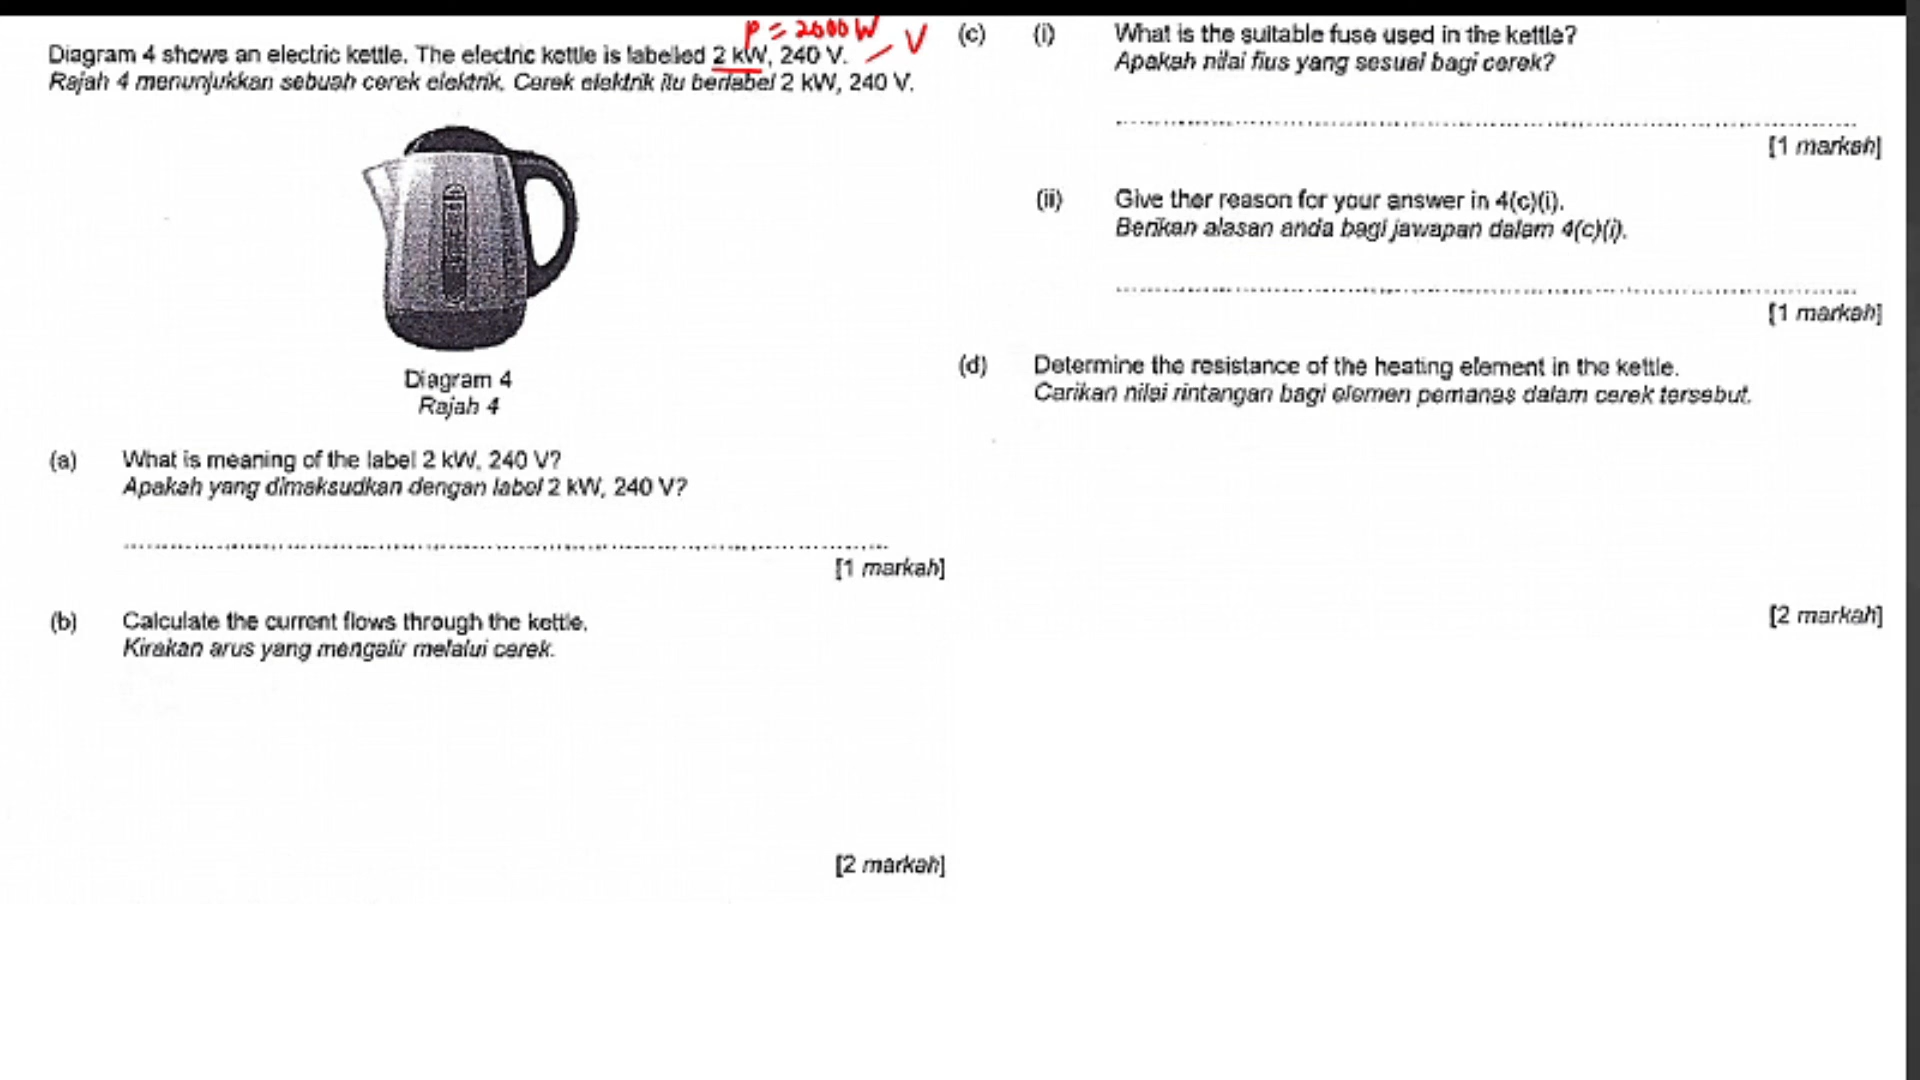 P = 2000W
V
Diagram 4 shows an electric kettle. The electric kettle is labelled 2 kW, 240 V.
Rajah 4 menunjukkan sebuah cerek elektrik. Cerek elektrik itu berlabel 2 kW, 240 V.
Diagram 4
Rajah 4
(a) What is meaning of the label 2 kW, 240 V?
Apakah yang dimaksudkan dengan label 2 kW, 240 V?
[1 markah]
(b) Calculate the current flows through the kettle.
Kirakan arus yang mengalir melalui cerek.
[2 markah]
(c) (i) What is the suitable fuse used in the kettle?
Apakah nilai fius yang sesuai bagi cerek?
[1 markah]
(ii) Give ther reason for your answer in 4(c)(i).
Berikan alasan anda bagi jawapan dalam 4(c)(i).
[1 markah]
(d) Determine the resistance of the heating element in the kettle.
Carikan nilai rintangan bagi elemen pemanas dalam cerek tersebut.
[2 markah]